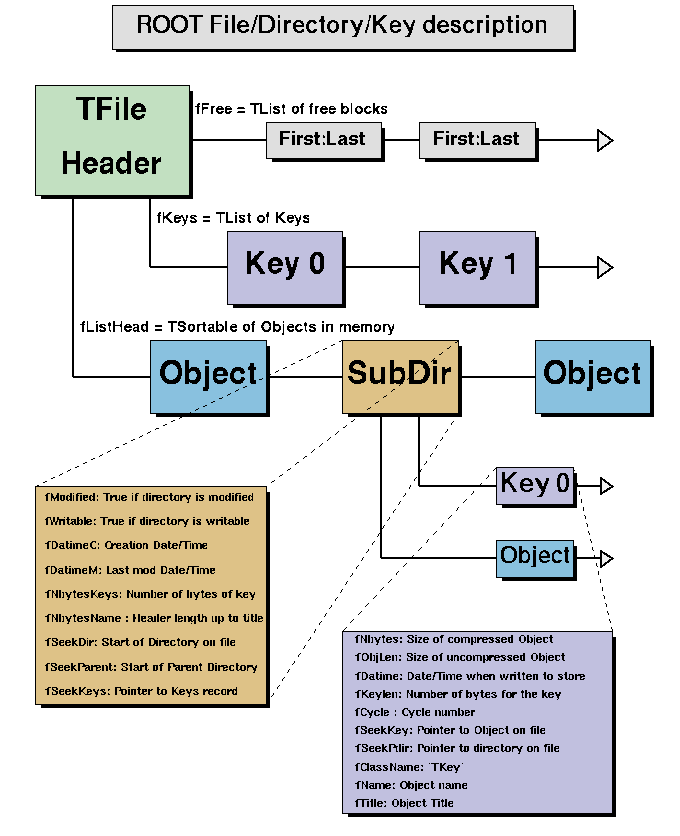 ROOT File/Directory/Key description
TFile
Header
fFree = TList of free blocks
First:Last
First:Last
fKeys = TList of Keys
Key 0
Key 1
fListHead = TSortable of Objects in memory
Object
SubDir
Object
Key 0
Object
fModified: True if directory is modified
fWritable: True if directory is writable
fDatimeC: Creation Date/Time
fDatimeM: Last mod Date/Time
fNbytesKeys: Number of bytes of key
fNbytesName : Header length up to title
fSeekDir: Start of Directory on file
fSeekParent: Start of Parent Directory
fSeekKeys: Pointer to Keys record
fNbytes: Size of compressed Object
fObjLen: Size of uncompressed Object
fDatime: Date/Time when written to store
fKeylen: Number of bytes for the key
fCycle : Cycle number
fSeekKey: Pointer to Object on file
fSeekPdir: Pointer to directory on file
fClassName: 'TKey'
fName: Object name
fTitle: Object Title